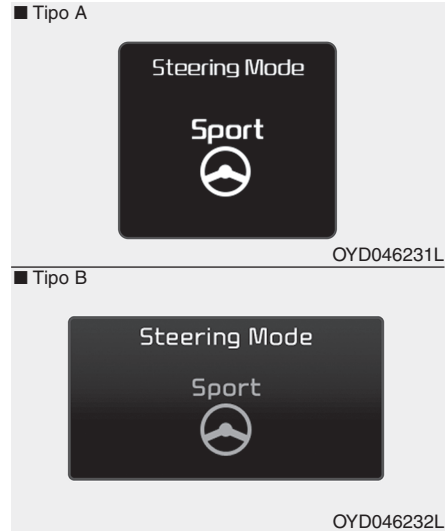 ■ Tipo A
Steering Mode
Sport
OYD046231L
■ Tipo B
Steering Mode
Sport
OYD046232L